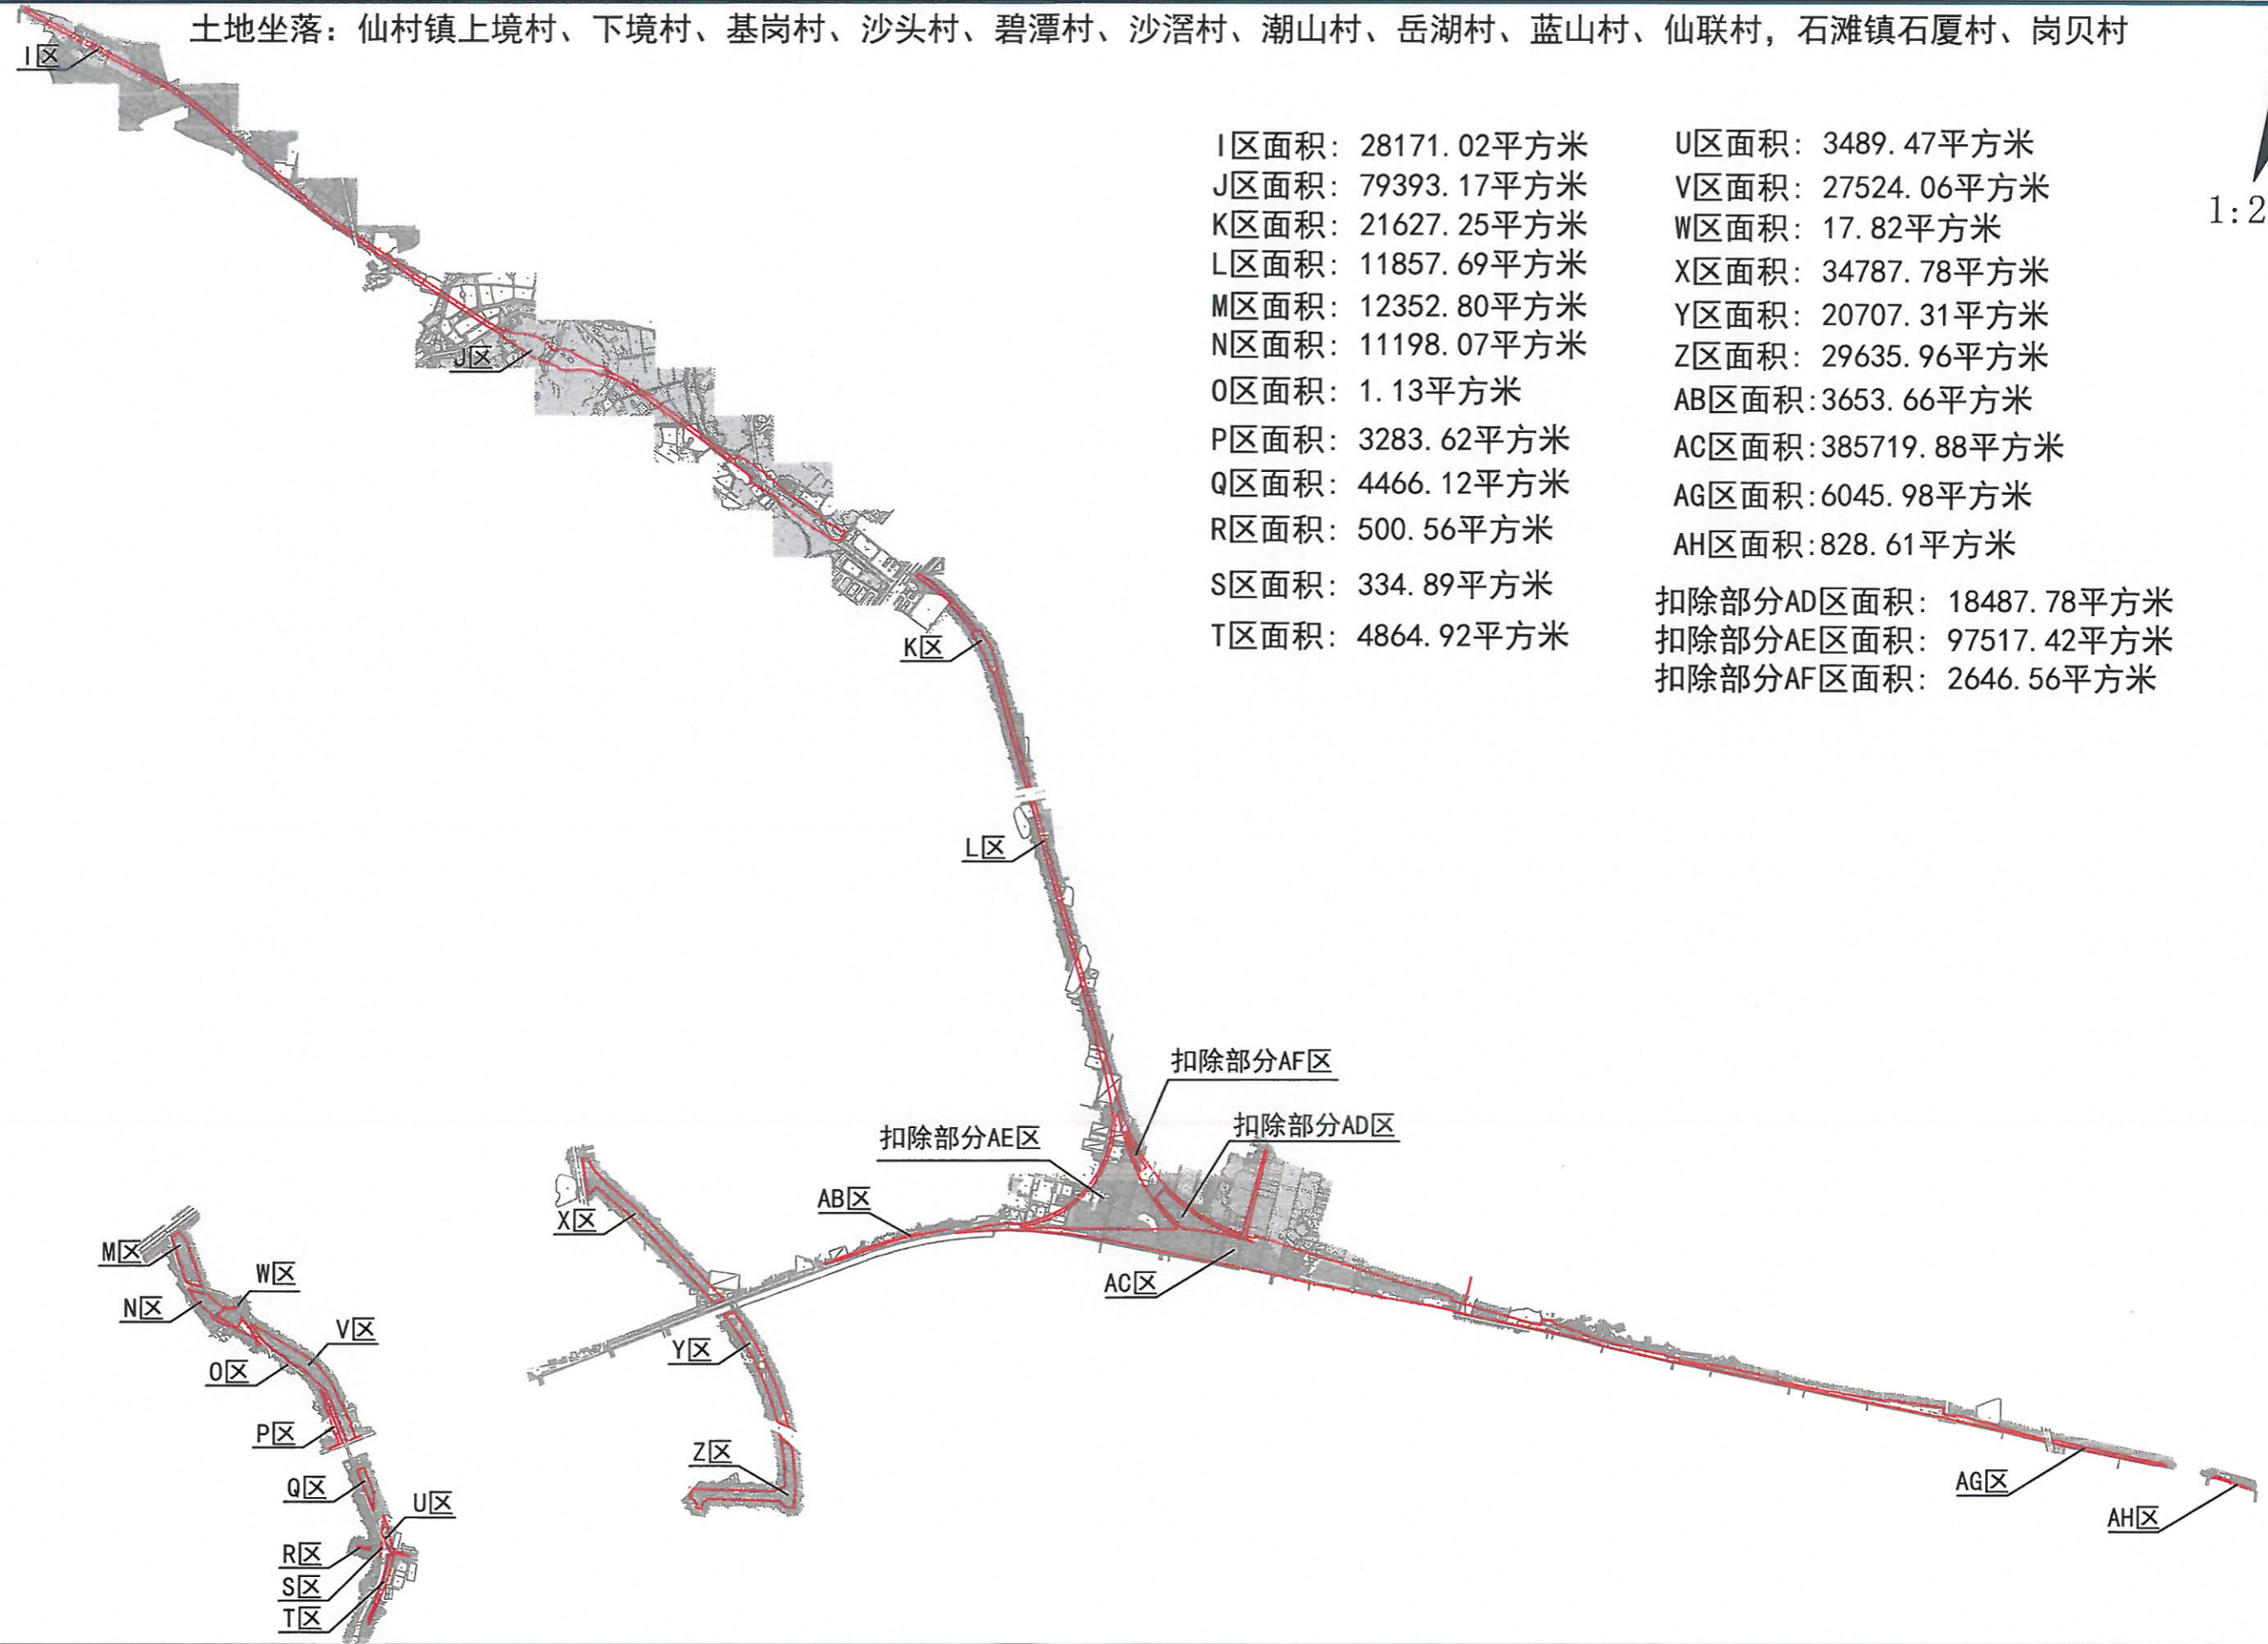 土地坐落：仙村镇上境村、下境村、基岗村、沙头村、碧潭村、沙滘村、潮山村、岳湖村、蓝山村、仙联村，石滩镇石厦村、岗贝村
I区
1:2
I区面积: 28171.02平方米
J区面积: 79393.17平方米
K区面积: 21627.25平方米
L区面积: 11857.69平方米
M区面积: 12352.80平方米
N区面积: 11198.07平方米
O区面积: 1.13平方米
P区面积: 3283.62平方米
Q区面积: 4466.12平方米
R区面积: 500.56平方米
S区面积: 334.89平方米
T区面积: 4864.92平方米
U区面积: 3489.47平方米
V区面积: 27524.06平方米
W区面积: 17.82平方米
X区面积: 34787.78平方米
Y区面积: 20707.31平方米
Z区面积: 29635.96平方米
AB区面积:3653.66平方米
AC区面积:385719.88平方米
AG区面积:6045.98平方米
AH区面积:828.61平方米
扣除部分AD区面积: 18487.78平方米
扣除部分AE区面积: 97517.42平方米
扣除部分AF区面积: 2646.56平方米
J区
K区
L区
扣除部分AF区
扣除部分AD区
扣除部分AE区
AB区
X区
AC区
M区
W区
N区
V区
O区
Y区
P区
Z区
Q区
U区
AG区
AH区
R区
S区
T区